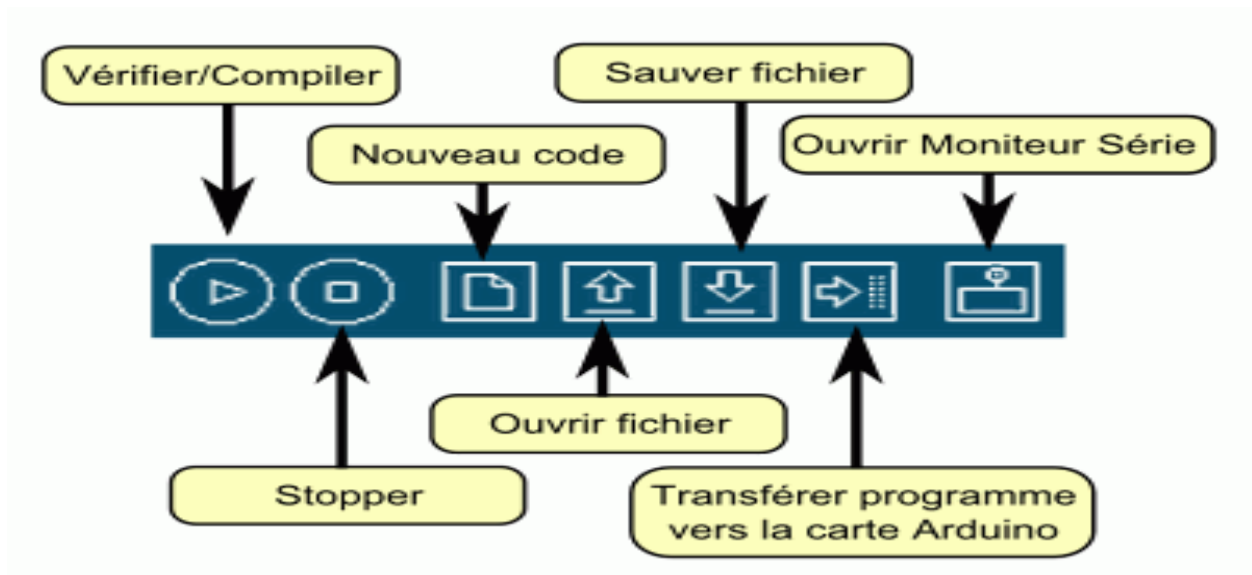 Vérifier/Compiler
Sauver fichier
Nouveau code
Ouvrir Moniteur Série
Ouvrir fichier
Stopper
Transférer programme
vers la carte Arduino